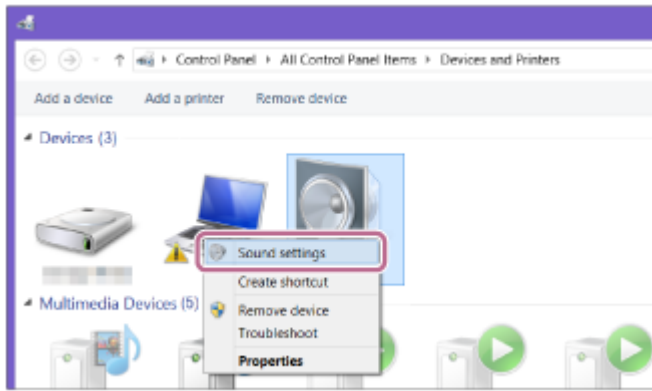 Control Panel All Control Panel Items Devices and Printers
Add a device Add a printer Remove device
Devices (3)
Sound settings
Create shortcut
Multimedia Devices (5)
Remove device
Troubleshoot
Properties